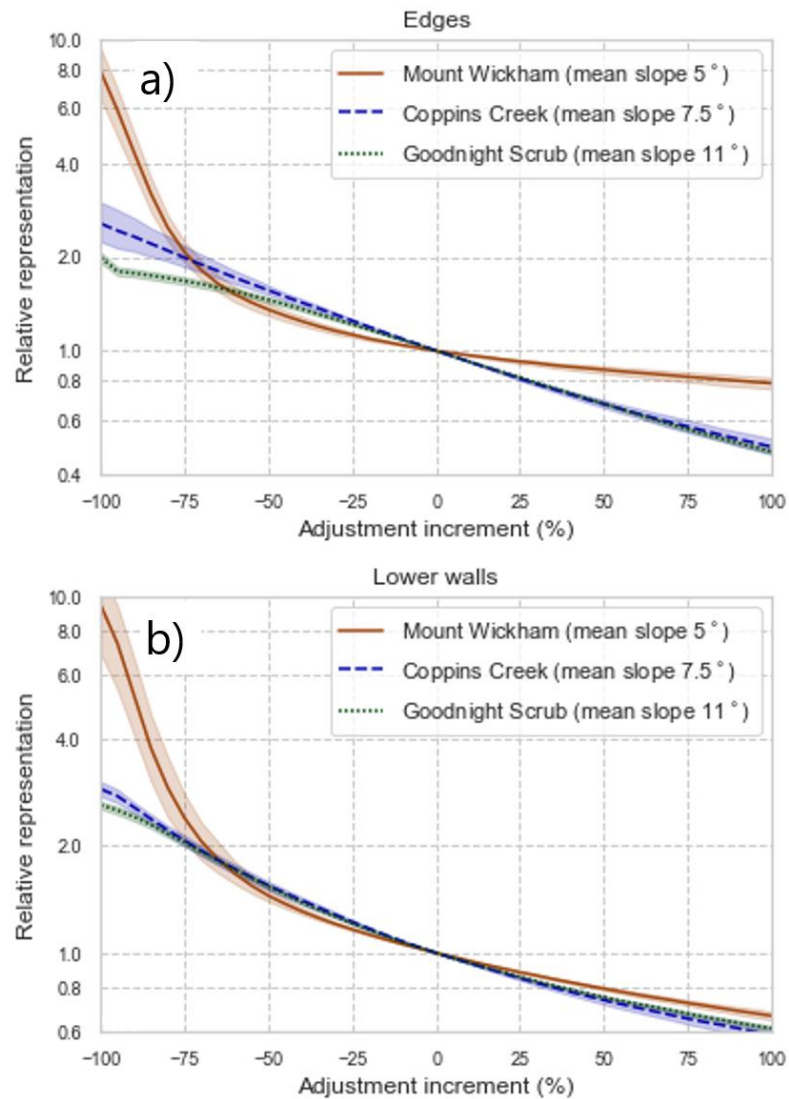 Edges
a)
Mount Wickham (mean slope 5°)
Coppins Creek (mean slope 7.5°)
Goodnight Scrub (mean slope 11°)
Relative representation
10.0
8.0
6.0
4.0
2.0
1.0
0.8
0.6
0.4
−100 −75 −50 −25 0 25 50 75 100
Adjustment increment (%)
Lower walls
b)
Mount Wickham (mean slope 5°)
Coppins Creek (mean slope 7.5°)
Goodnight Scrub (mean slope 11°)
Relative representation
10.0
8.0
6.0
4.0
2.0
1.0
0.8
0.6
−100 −75 −50 −25 0 25 50 75 100
Adjustment increment (%)